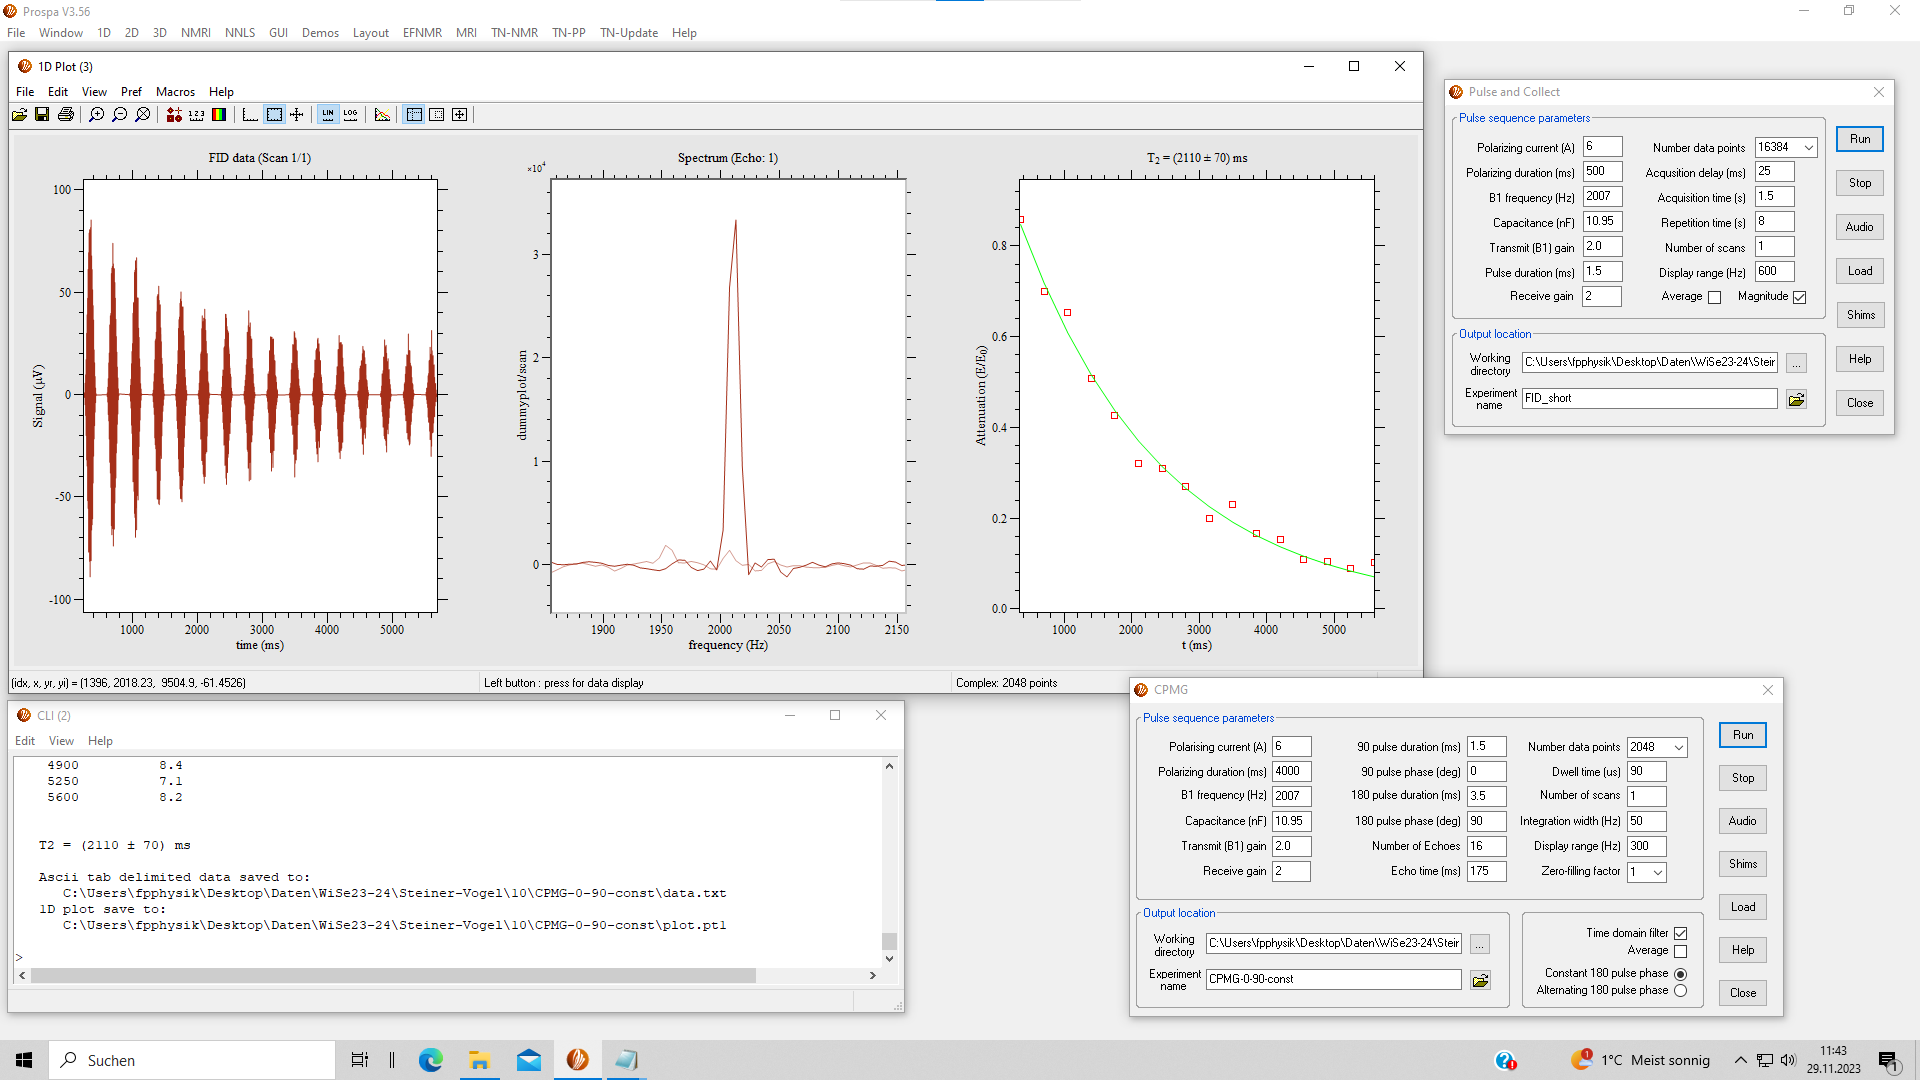 Prospa V3.56
File Window 1D 2D 3D NMRI NNLS GUI Demos Layout EFNMR MRI TN-NMR TN-PP TN-Update Help
1D Plot (3)
File Edit View Pref Macros Help
1 2 3
LIN
LOG
FID data (Scan 1/1)
100
50
0
-50
-100
Signal (μV)
1000 2000 3000 4000 5000
time (ms)
Spectrum (Echo: 1)
×10⁴
3
2
1
0
dummyplot/scan
1900 1950 2000 2050 2100 2150
frequency (Hz)
T₂ = (2110 ± 70) ms
0.8
0.6
0.4
0.2
0.0
Attenuation (E/E₀)
1000 2000 3000 4000 5000
t (ms)
(idx, x, yr, yi) = (1396, 2018.23, 9504.9, -61.4526)
Left button : press for data display
Complex: 2048 points
Pulse and Collect
Pulse sequence parameters
Polarizing current (A) 6 Number data points 16384
Polarizing duration (ms) 500 Acqusition delay (ms) 25
B1 frequency (Hz) 2007 Acquisition time (s) 1.5
Capacitance (nF) 10.95 Repetition time (s) 8
Transmit (B1) gain 2.0 Number of scans 1
Pulse duration (ms) 1.5 Display range (Hz) 600
Receive gain 2 Average Magnitude
Output location
Working directory C:\Users\fpphysik\Desktop\Daten\WiSe23-24\Steir ...
Experiment name FID_short
Run
Stop
Audio
Load
Shims
Help
Close
CLI (2)
Edit View Help
4900 8.4
5250 7.1
5600 8.2
T2 = (2110 ± 70) ms
Ascii tab delimited data saved to:
C:\Users\fpphysik\Desktop\Daten\WiSe23-24\Steiner-Vogel\10\CPMG-0-90-const\data.txt
1D plot save to:
C:\Users\fpphysik\Desktop\Daten\WiSe23-24\Steiner-Vogel\10\CPMG-0-90-const\plot.pt1
>
CPMG
Pulse sequence parameters
Polarising current (A) 6 90 pulse duration (ms) 1.5 Number data points 2048
Polarizing duration (ms) 4000 90 pulse phase (deg) 0 Dwell time (us) 90
B1 frequency (Hz) 2007 180 pulse duration (ms) 3.5 Number of scans 1
Capacitance (nF) 10.95 180 pulse phase (deg) 90 Integration width (Hz) 50
Transmit (B1) gain 2.0 Number of Echoes 16 Display range (Hz) 300
Receive gain 2 Echo time (ms) 175 Zero-filling factor 1
Output location
Working directory C:\Users\fpphysik\Desktop\Daten\WiSe23-24\Steir ...
Experiment name CPMG-0-90-const
Time domain filter
Average
Constant 180 pulse phase
Alternating 180 pulse phase
Run
Stop
Audio
Shims
Load
Help
Close
Suchen
1
1°C Meist sonnig
11:43
29.11.2023
1